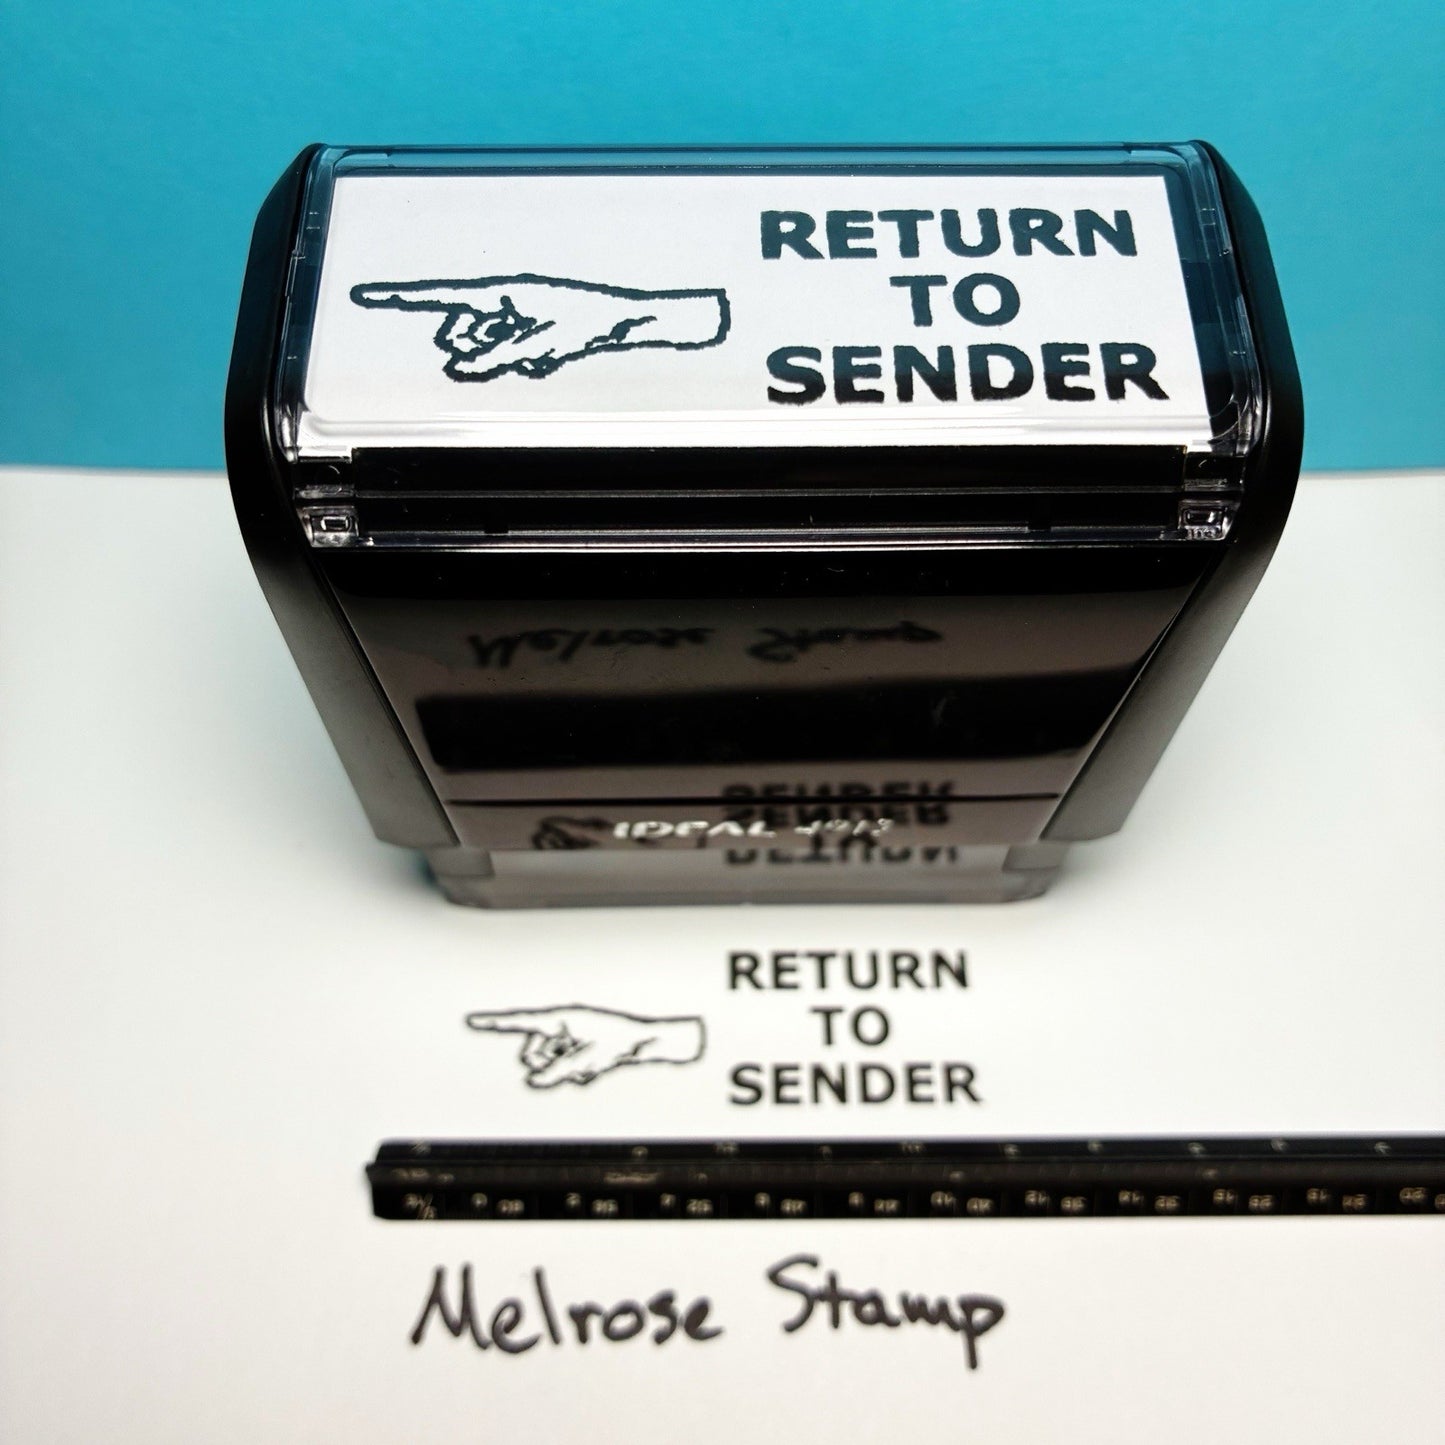 RETURN
TO
SENDER
IDEAL 4913
RETURN
TO
SENDER
Melrose Stamp